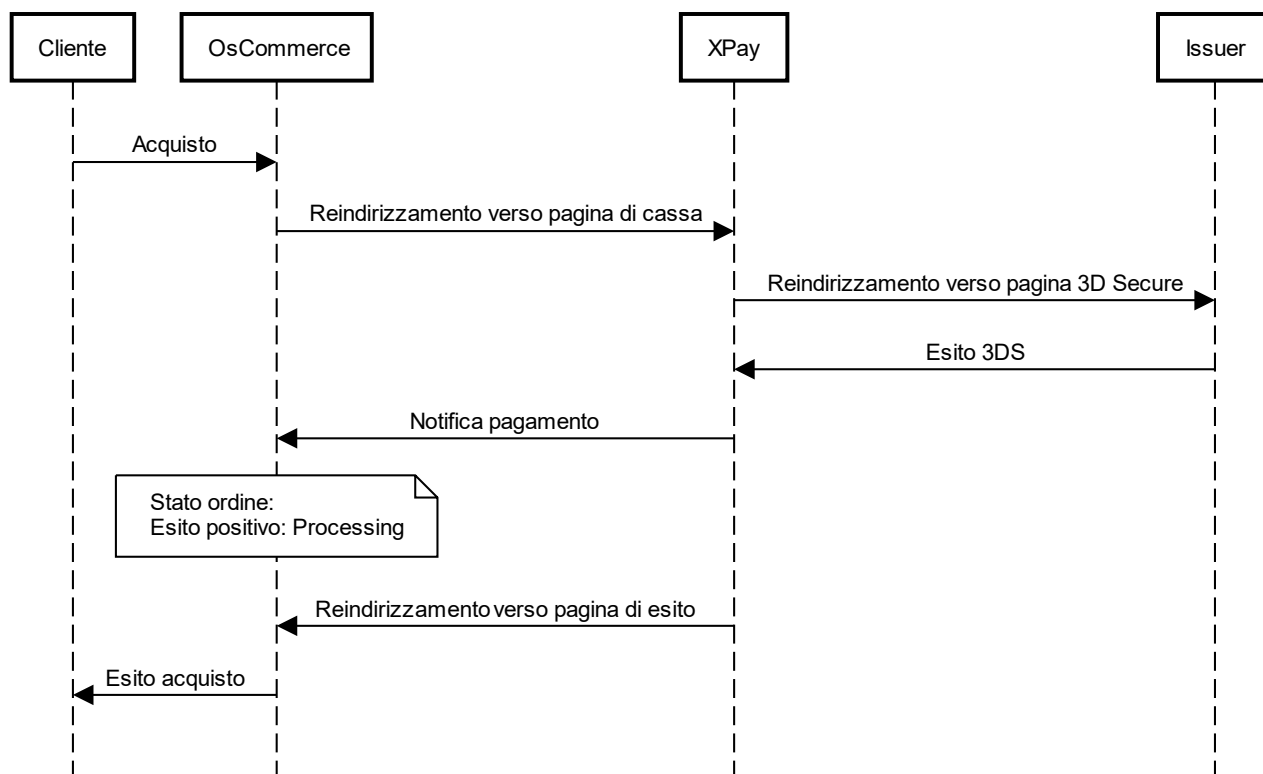 Cliente
OsCommerce
XPay
Issuer
Acquisto
Reindirizzamento verso pagina di cassa
Reindirizzamento verso pagina 3D Secure
Esito 3DS
Notifica pagamento
Stato ordine:
Esito positivo: Processing
Reindirizzamento verso pagina di esito
Esito acquisto